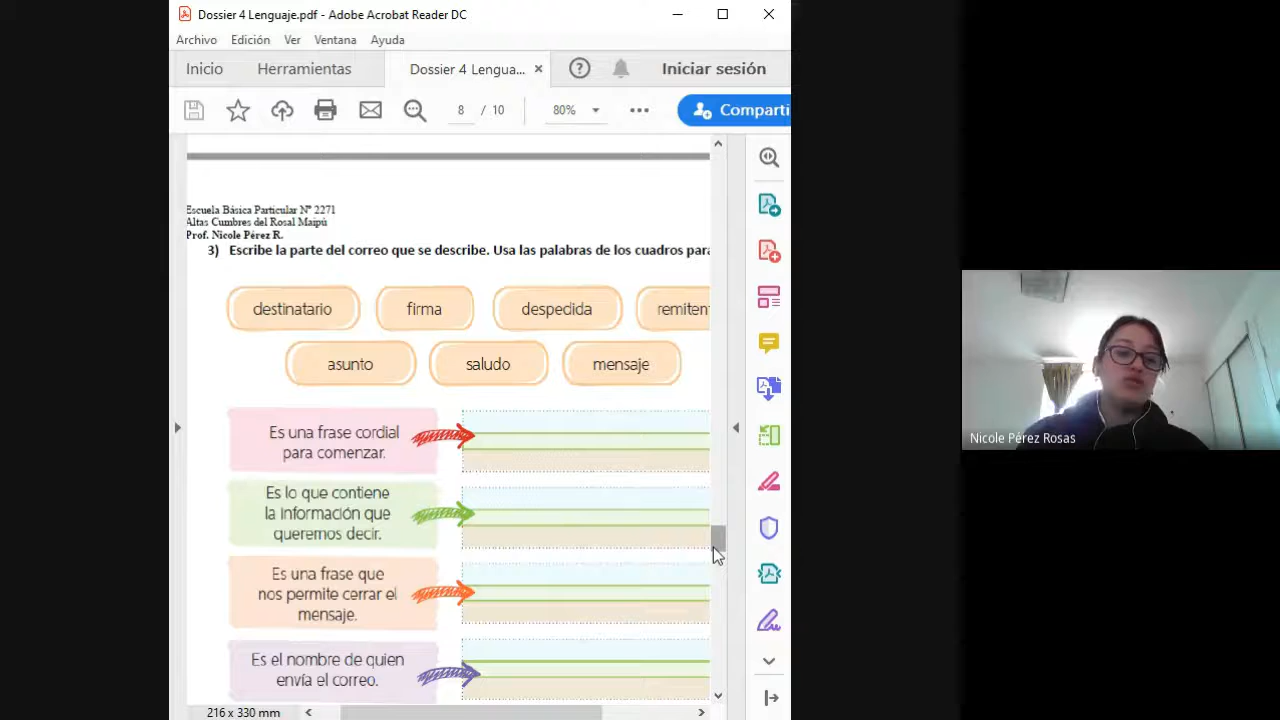 Dossier 4 Lenguaje.pdf - Adobe Acrobat Reader DC
Archivo Edición Ver Ventana Ayuda
Inicio Herramientas Dossier 4 Lengua... Iniciar sesión
8 / 10 80% Comparti
Escuela Básica Particular Nº 2271
Altas Cumbres del Rosal Maipú
Prof. Nicole Pérez R.
3) Escribe la parte del correo que se describe. Usa las palabras de los cuadros para
destinatario firma despedida remiten
asunto saludo mensaje
Es una frase cordial
para comenzar.
Es lo que contiene
la información que
queremos decir.
Es una frase que
nos permite cerrar el
mensaje.
Es el nombre de quien
envía el correo.
216 x 330 mm
Nicole Pérez Rosas